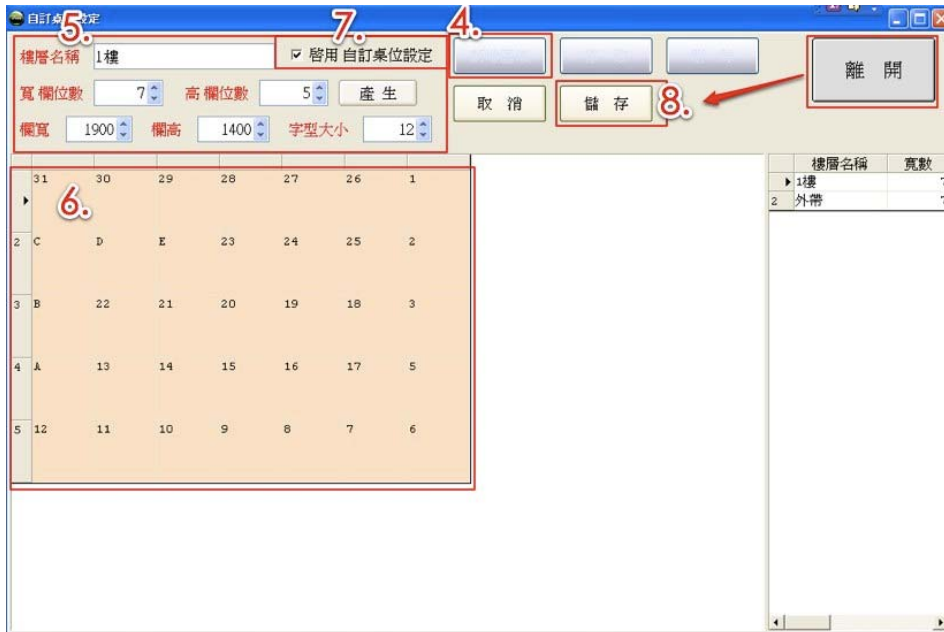 自訂桌位設定
5.
7.
4.
樓層名稱 1樓
啓用 自訂桌位設定
離 開
寬 欄位數 7 高 欄位數 5 產 生
取 消
儲 存
8.
欄寬 1900 欄高 1400 字型大小 12
6.
31 30 29 28 27 26 1
2 C D E 23 24 25 2
3 B 22 21 20 19 18 3
4 A 13 14 15 16 17 5
5 12 11 10 9 8 7 6
樓層名稱 寬數
1樓 7
2 外帶 7